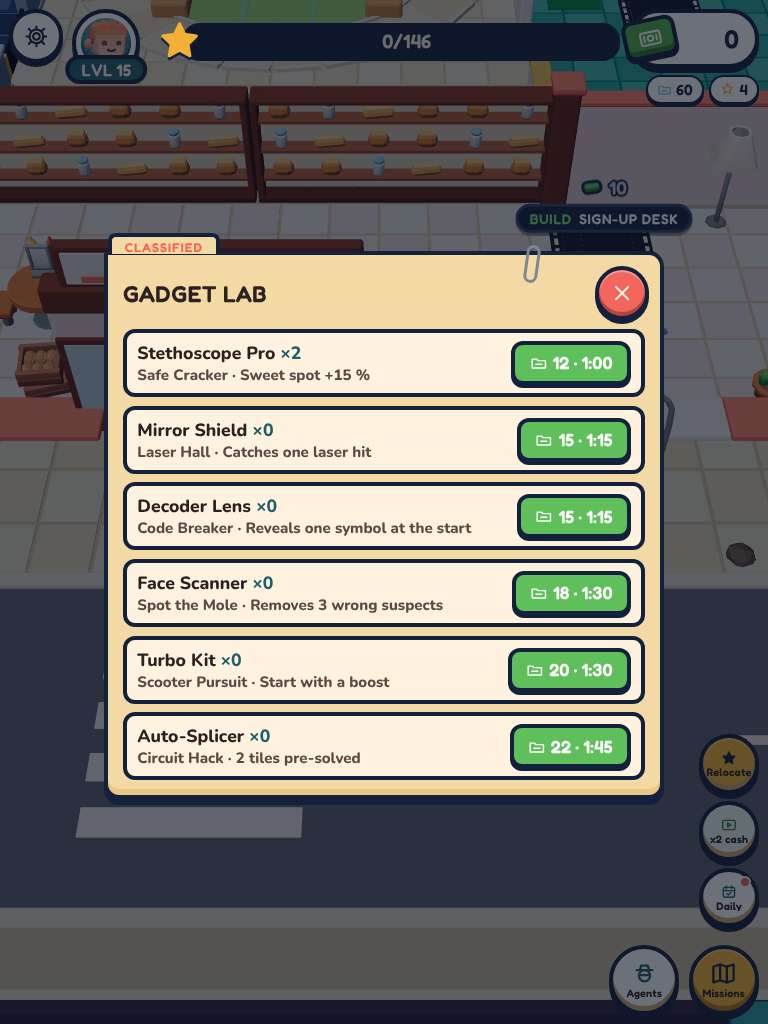 LVL 15
0/146
0
60
4
10
BUILD SIGN-UP DESK
CLASSIFIED
GADGET LAB
Stethoscope Pro ×2
Safe Cracker · Sweet spot +15 %
12 · 1:00
Mirror Shield ×0
Laser Hall · Catches one laser hit
15 · 1:15
Decoder Lens ×0
Code Breaker · Reveals one symbol at the start
15 · 1:15
Face Scanner ×0
Spot the Mole · Removes 3 wrong suspects
18 · 1:30
Turbo Kit ×0
Scooter Pursuit · Start with a boost
20 · 1:30
Auto-Splicer ×0
Circuit Hack · 2 tiles pre-solved
22 · 1:45
Relocate
x2 cash
Daily
Agents
Missions